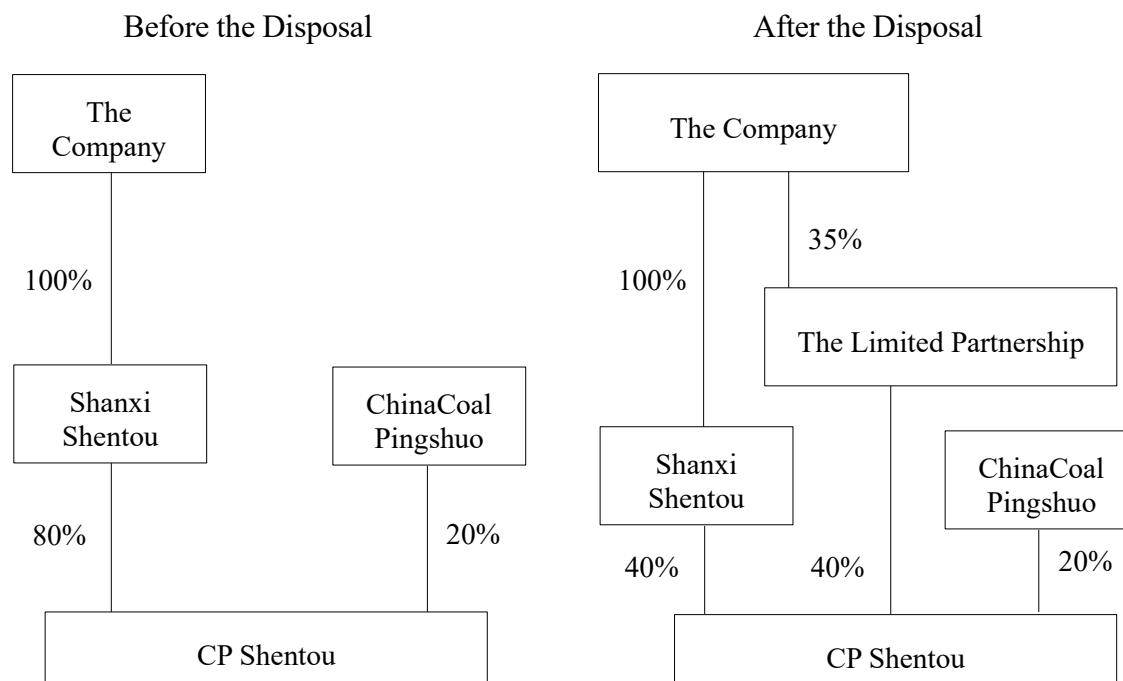 Before the Disposal
The
Company
100%
Shanxi
Shentou
ChinaCoal
Pingshuo
80%
20%
CP Shentou
After the Disposal
The Company
35%
100%
The Limited Partnership
Shanxi
Shentou
ChinaCoal
Pingshuo
40%
40%
20%
CP Shentou